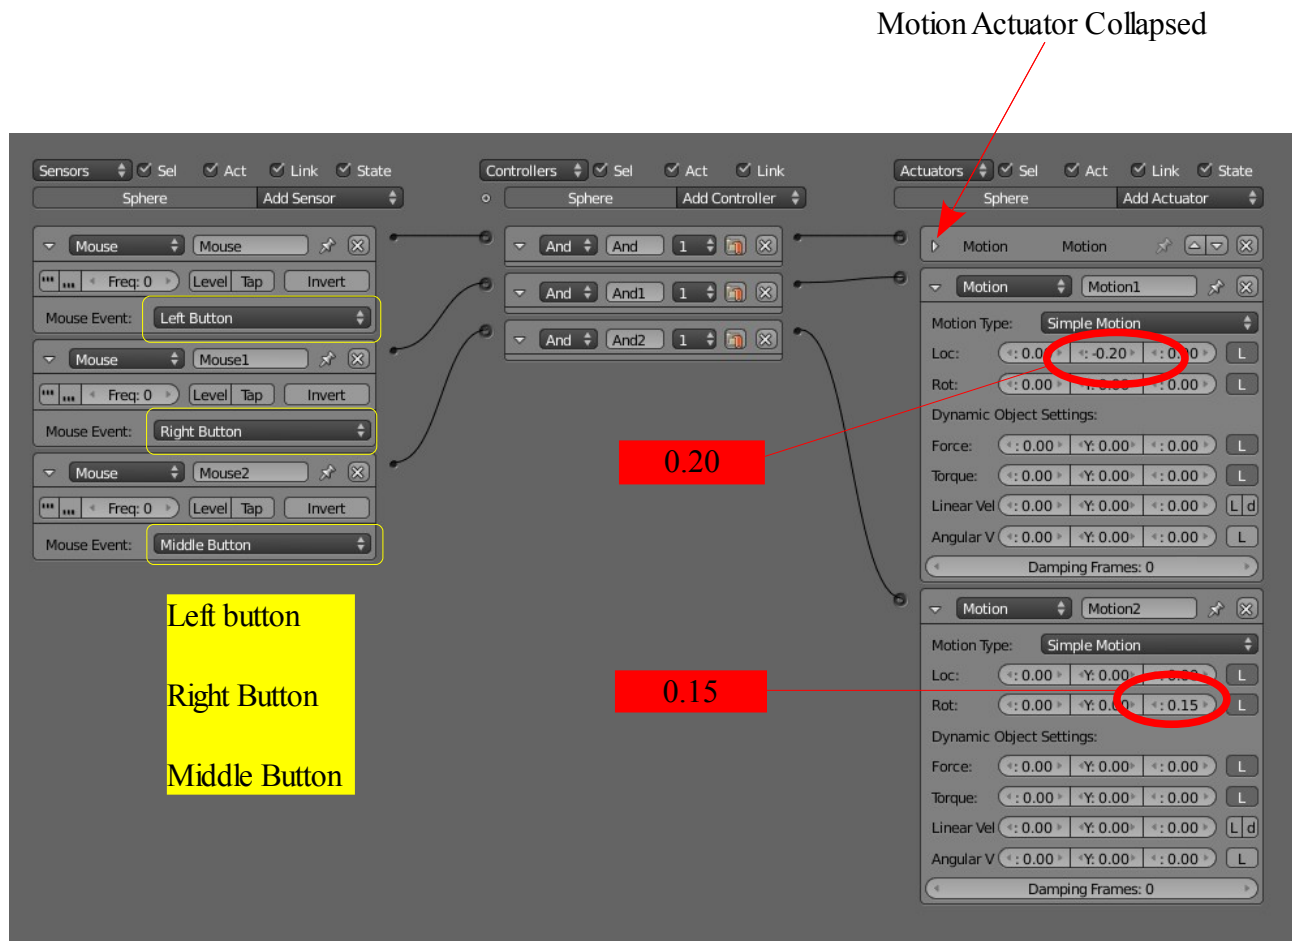 Motion Actuator Collapsed
Sensors Sel Act Link State Controllers Sel Act Link Actuators Sel Act Link State
Sphere Add Sensor Sphere Add Controller Sphere Add Actuator
Mouse Mouse And And 1 Motion Motion
Freq: 0 Level Tap Invert And And1 1 Motion Motion1
Mouse Event: Left Button Motion Type: Simple Motion
Mouse Mouse1 And And2 1 Loc: : -0.20 L
Freq: 0 Level Tap Invert Rot: : 0.00 : 0.00 L
Dynamic Object Settings:
Mouse Event: Right Button Force: : 0.00 Y: 0.00 : 0.00 L
0.20
Mouse Mouse2 Torque: : 0.00 Y: 0.00 : 0.00 L
Freq: 0 Level Tap Invert Linear Vel : 0.00 Y: 0.00 : 0.00 L d
Mouse Event: Middle Button Angular V : 0.00 Y: 0.00 : 0.00 L
Damping Frames: 0
Left button Motion Motion2
Motion Type: Simple Motion
Loc: : 0.00 Y: 0.00 L
Right Button 0.15 Rot: : 0.00 Y: 0.00 : 0.15 L
Dynamic Object Settings:
Middle Button Force: : 0.00 Y: 0.00 : 0.00 L
Torque: : 0.00 Y: 0.00 : 0.00 L
Linear Vel : 0.00 Y: 0.00 : 0.00 L d
Angular V : 0.00 Y: 0.00 : 0.00 L
Damping Frames: 0